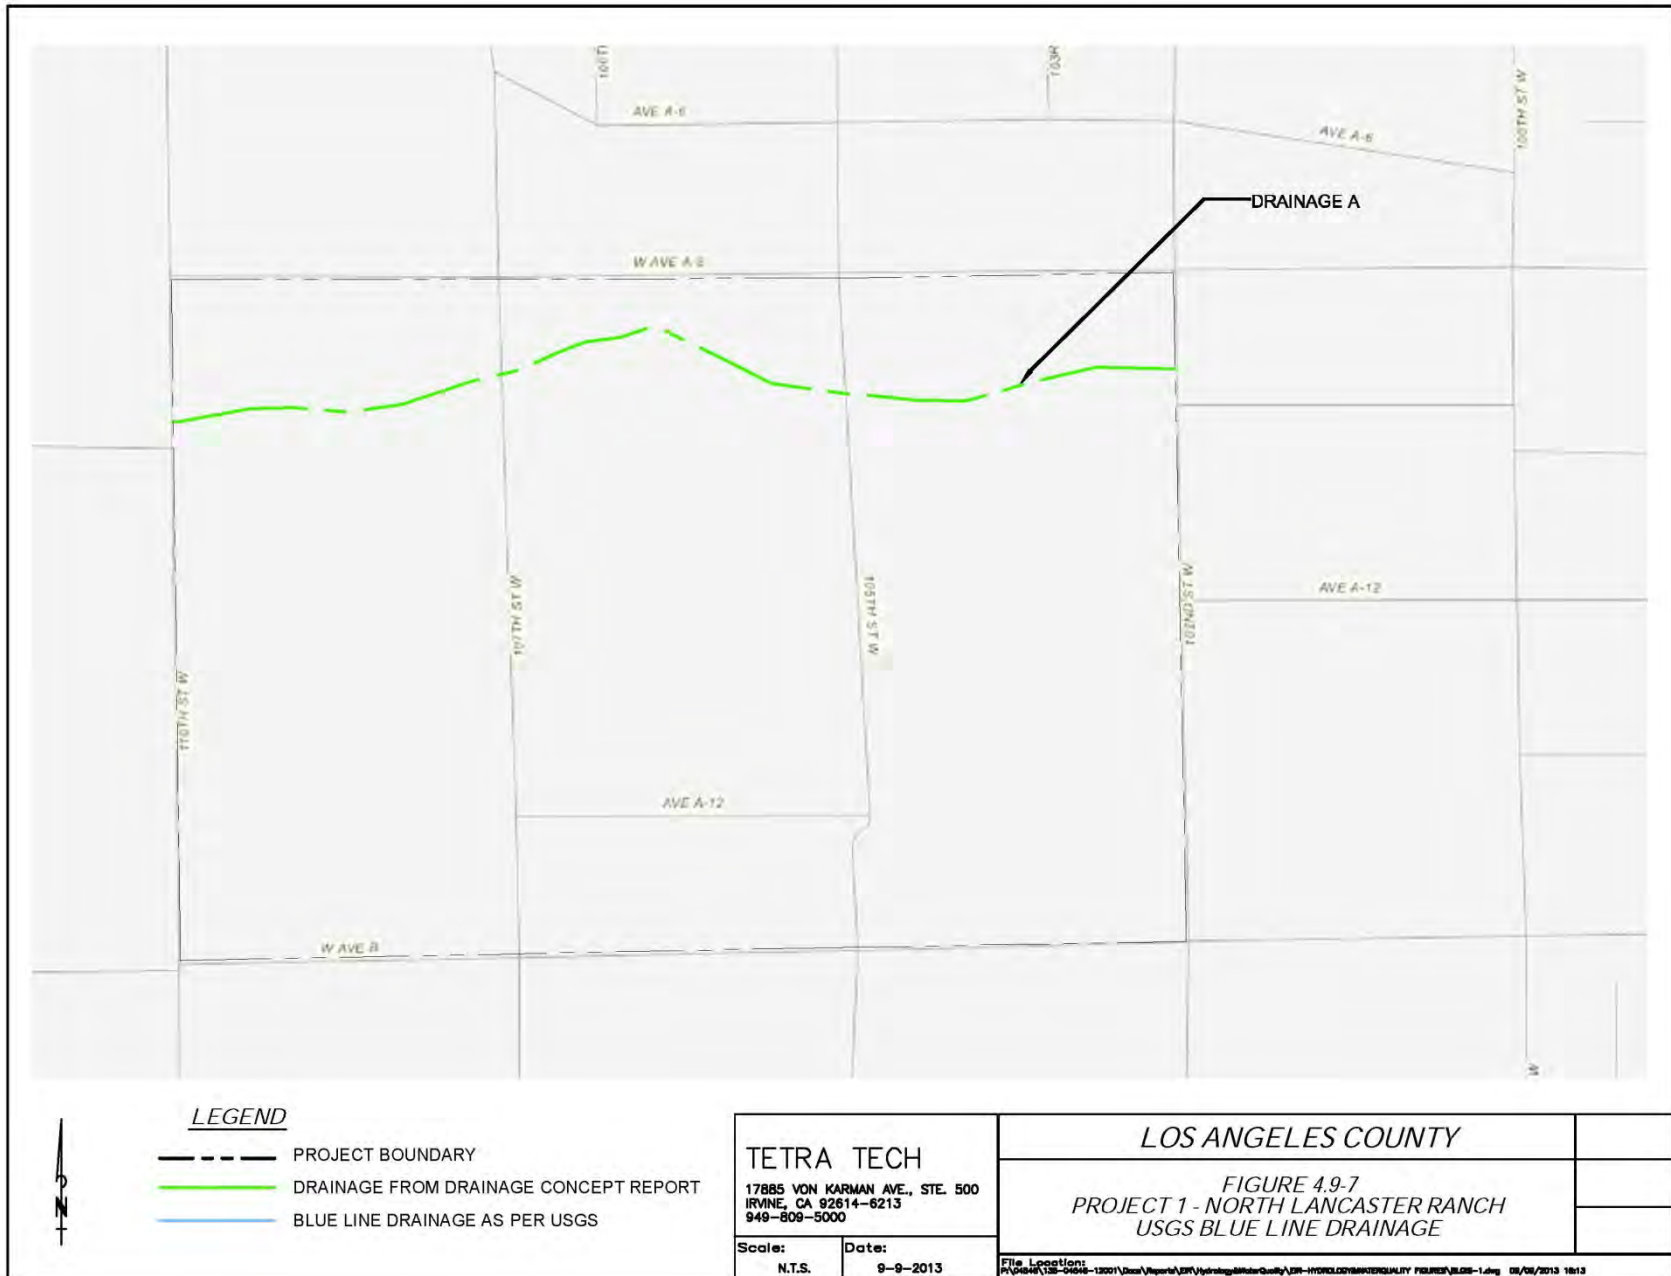 AVE A-6
AVE A-6
100TH ST W
DRAINAGE A
W AVE A-8
107TH ST W
105TH ST W
102ND ST W
AVE A-12
110TH ST W
AVE A-12
W AVE B
W
LEGEND
PROJECT BOUNDARY
DRAINAGE FROM DRAINAGE CONCEPT REPORT
BLUE LINE DRAINAGE AS PER USGS
N
TETRA TECH
17885 VON KARMAN AVE., STE. 500
IRVINE, CA 92614-6213
949-809-5000
Scale:
N.T.S.
Date:
9-9-2013
LOS ANGELES COUNTY
FIGURE 4.9-7
PROJECT 1 - NORTH LANCASTER RANCH
USGS BLUE LINE DRAINAGE
File Location: